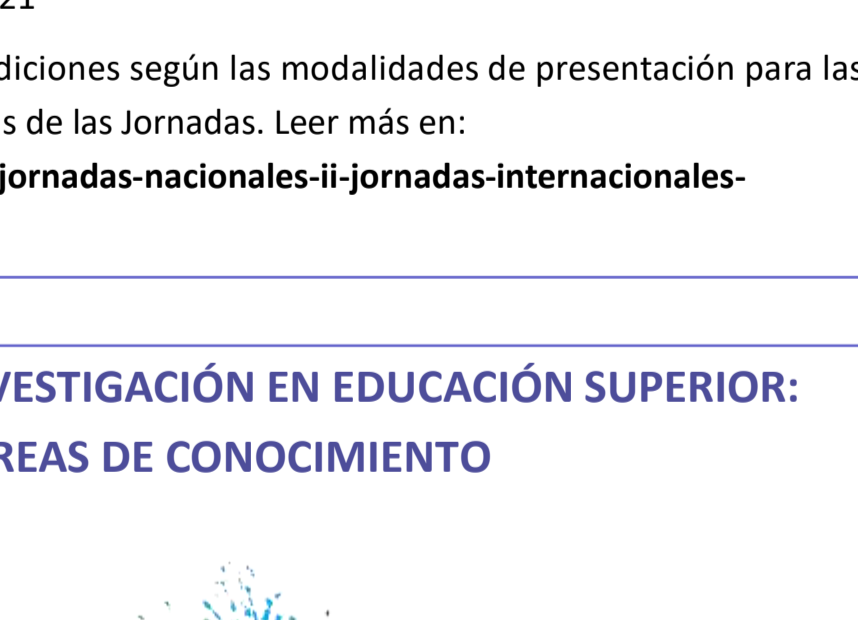 21
diciones según las modalidades de presentación para las
s de las Jornadas. Leer más en:
jornadas-nacionales-ii-jornadas-internacionales-
VESTIGACIÓN EN EDUCACIÓN SUPERIOR:
REAS DE CONOCIMIENTO